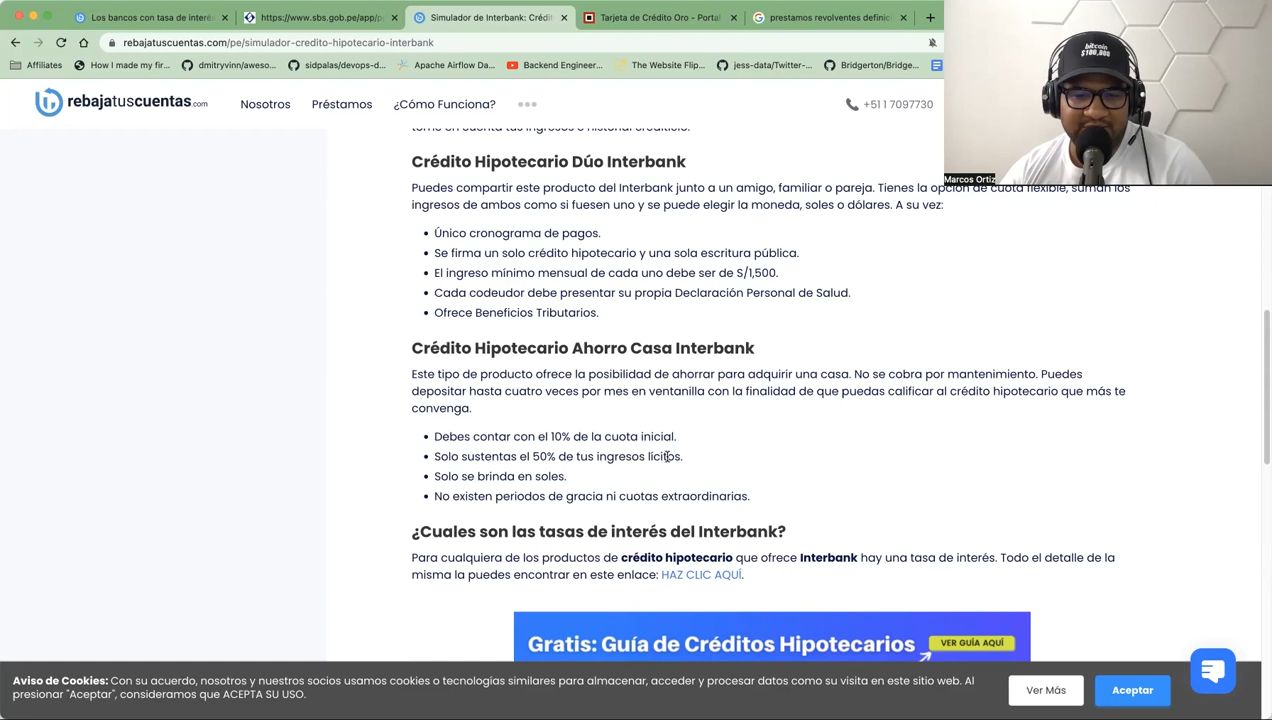 Los bancos con tasa de interés
https://www.sbs.gob.pe/app/p
Simulador de Interbank: Crédit
Tarjeta de Crédito Oro - Portal
prestamos revolventes definici
rebajatuscuentas.com/pe/simulador-credito-hipotecario-interbank
Affiliates
How I made my fir...
dmitryvinn/aweso...
sidpalas/devops-d...
Apache Airflow Da...
Backend Engineer...
The Website Flip...
jess-data/Twitter-...
Bridgerton/Bridge...
bitcoin
$100,000
Marcos Ortiz
rebajatuscuentas.com
Nosotros
Préstamos
¿Cómo Funciona?
+51 1 7097730
tome en cuenta tus ingresos o historial crediticio.
Crédito Hipotecario Dúo Interbank
Puedes compartir este producto del Interbank junto a un amigo, familiar o pareja. Tienes la opción de cuota flexible, suman los
ingresos de ambos como si fuesen uno y se puede elegir la moneda, soles o dólares. A su vez:
• Único cronograma de pagos.
• Se firma un solo crédito hipotecario y una sola escritura pública.
• El ingreso mínimo mensual de cada uno debe ser de S/1,500.
• Cada codeudor debe presentar su propia Declaración Personal de Salud.
• Ofrece Beneficios Tributarios.
Crédito Hipotecario Ahorro Casa Interbank
Este tipo de producto ofrece la posibilidad de ahorrar para adquirir una casa. No se cobra por mantenimiento. Puedes
depositar hasta cuatro veces por mes en ventanilla con la finalidad de que puedas calificar al crédito hipotecario que más te
convenga.
• Debes contar con el 10% de la cuota inicial.
• Solo sustentas el 50% de tus ingresos lícitos.
• Solo se brinda en soles.
• No existen periodos de gracia ni cuotas extraordinarias.
¿Cuales son las tasas de interés del Interbank?
Para cualquiera de los productos de crédito hipotecario que ofrece Interbank hay una tasa de interés. Todo el detalle de la
misma la puedes encontrar en este enlace: HAZ CLIC AQUÍ.
Gratis: Guía de Créditos Hipotecarios
VER GUÍA AQUÍ
Aviso de Cookies: Con su acuerdo, nosotros y nuestros socios usamos cookies o tecnologías similares para almacenar, acceder y procesar datos como su visita en este sitio web. Al
presionar "Aceptar", consideramos que ACEPTA SU USO.
Ver Más
Aceptar